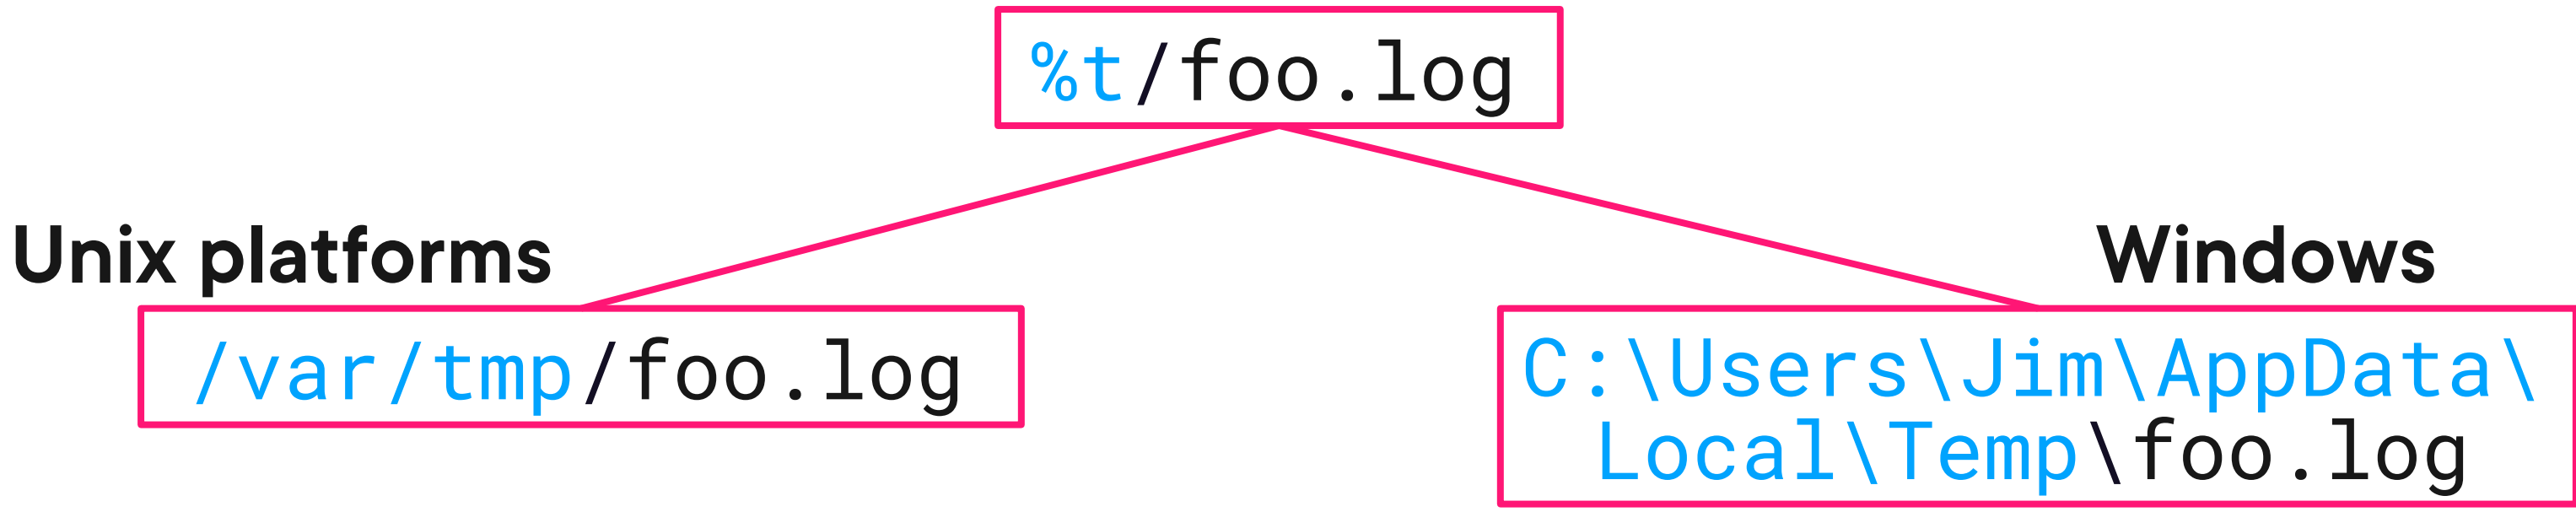 %t/foo.log
Unix platforms
Windows
/var/tmp/foo.log
C:\Users\Jim\AppData\
Local\Temp\foo.log